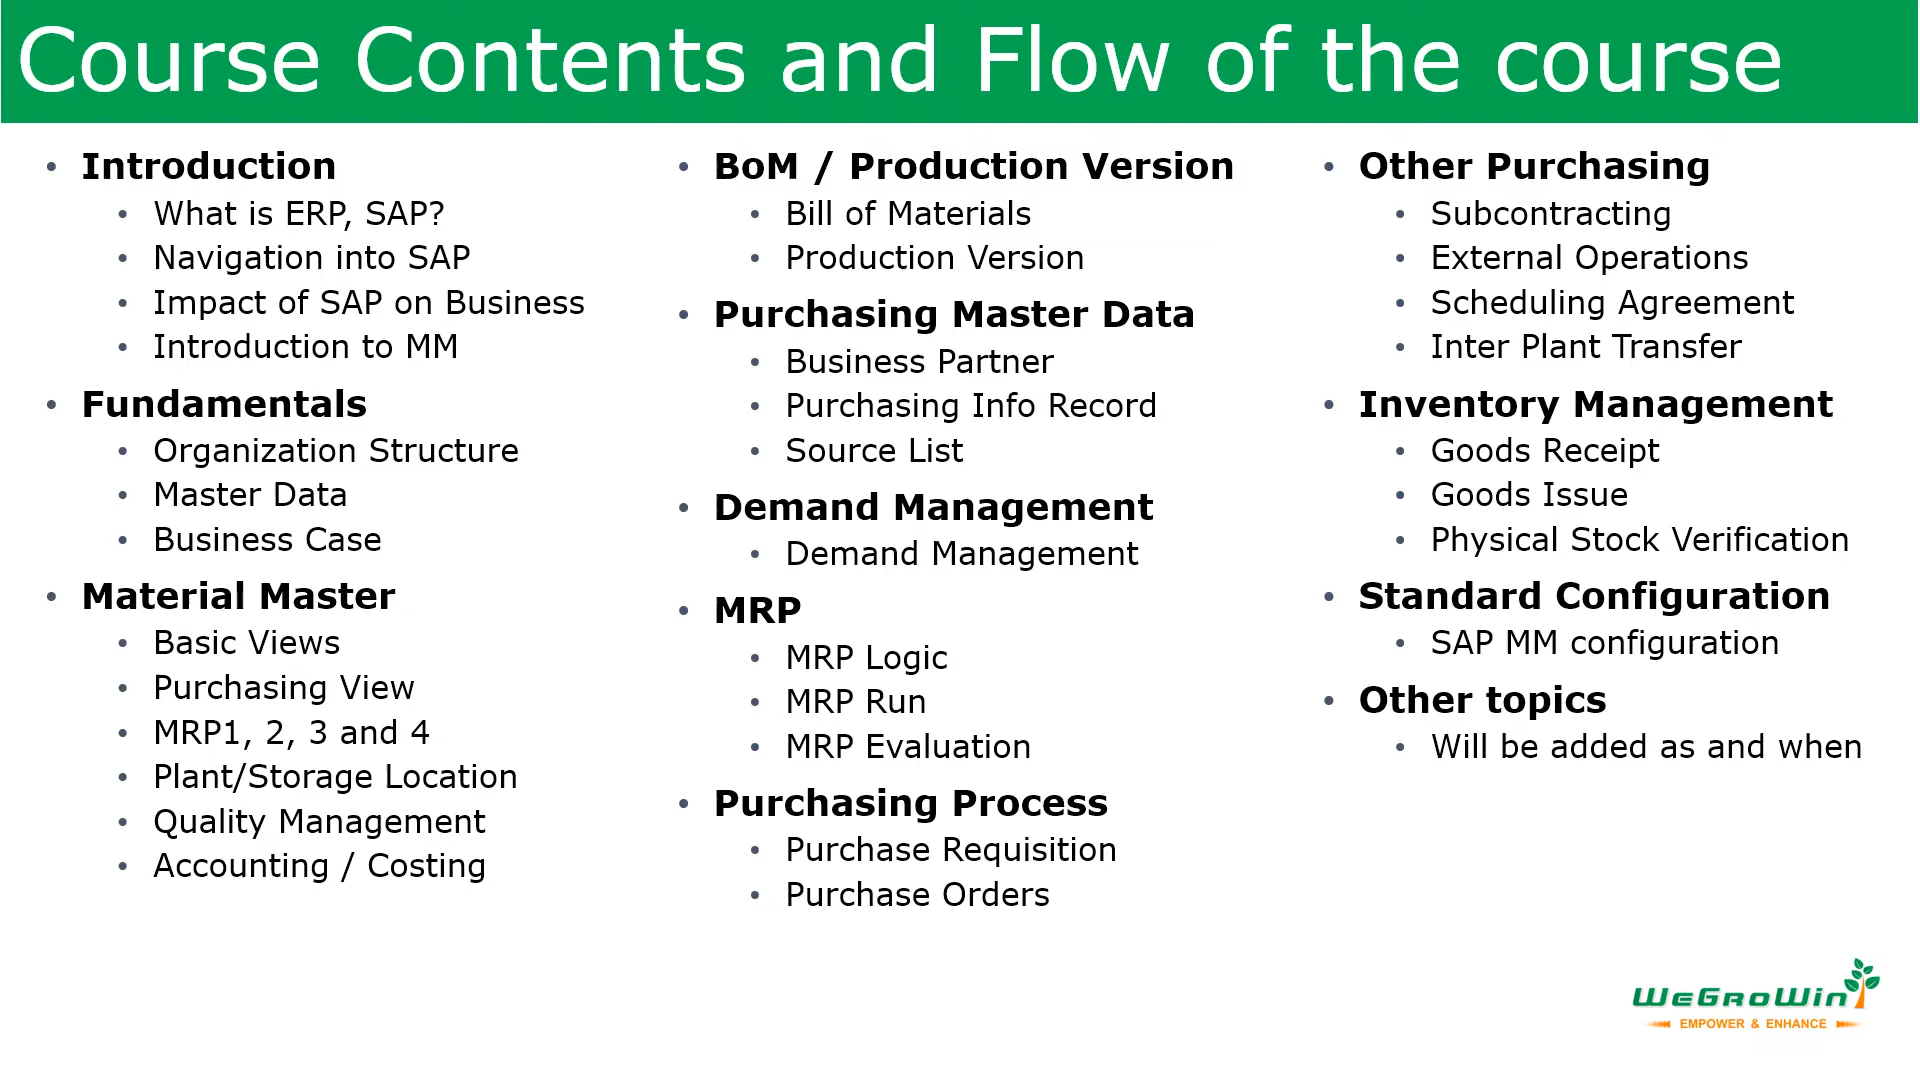 Course Contents and Flow of the course
• Introduction
• What is ERP, SAP?
• Navigation into SAP
• Impact of SAP on Business
• Introduction to MM
• Fundamentals
• Organization Structure
• Master Data
• Business Case
• Material Master
• Basic Views
• Purchasing View
• MRP1, 2, 3 and 4
• Plant/Storage Location
• Quality Management
• Accounting / Costing
• BoM / Production Version
• Bill of Materials
• Production Version
• Purchasing Master Data
• Business Partner
• Purchasing Info Record
• Source List
• Demand Management
• Demand Management
• MRP
• MRP Logic
• MRP Run
• MRP Evaluation
• Purchasing Process
• Purchase Requisition
• Purchase Orders
• Other Purchasing
• Subcontracting
• External Operations
• Scheduling Agreement
• Inter Plant Transfer
• Inventory Management
• Goods Receipt
• Goods Issue
• Physical Stock Verification
• Standard Configuration
• SAP MM configuration
• Other topics
• Will be added as and when
WeGroWin
EMPOWER & ENHANCE